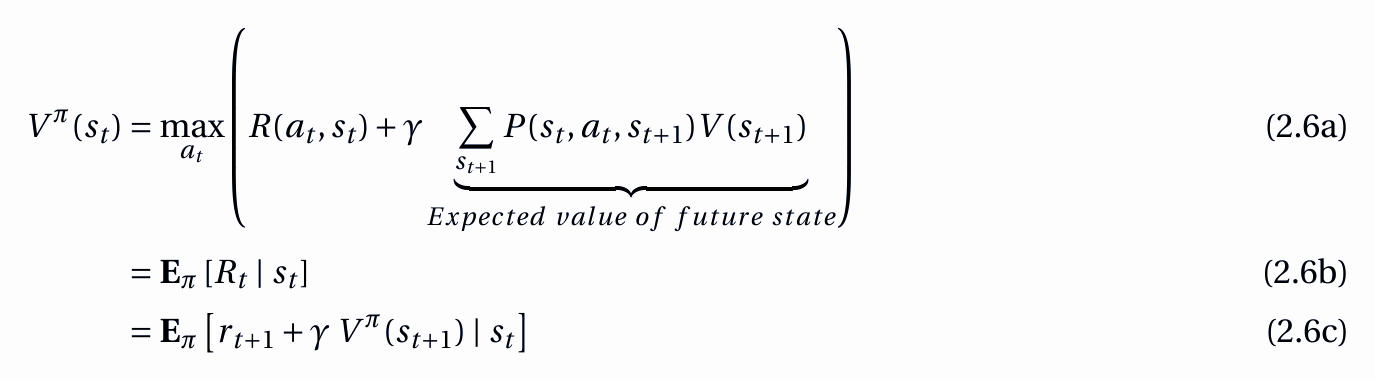 V^π(s_t) = max_{a_t} ( R(a_t, s_t) + γ ∑_{s_{t+1}} P(s_t, a_t, s_{t+1}) V(s_{t+1}) ) (2.6a)
Expected value of future state
= E_π [R_t | s_t] (2.6b)
= E_π [r_{t+1} + γ V^π(s_{t+1}) | s_t] (2.6c)